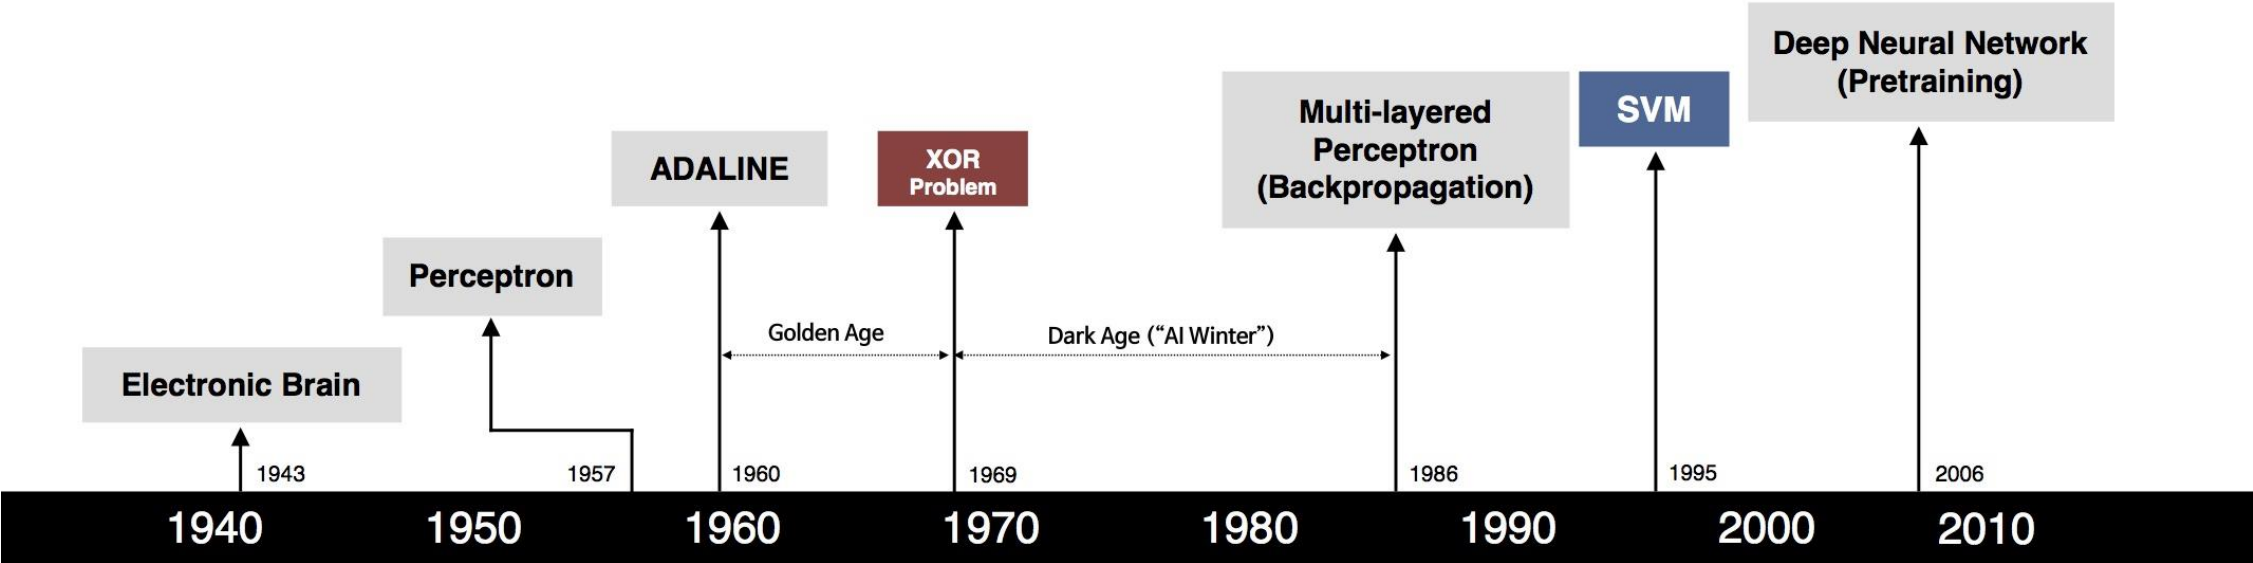 Deep Neural Network
(Pretraining)
Multi-layered
Perceptron
(Backpropagation)
SVM
ADALINE
XOR
Problem
Perceptron
Golden Age
Dark Age (“AI Winter”)
Electronic Brain
1943
1957
1960
1969
1986
1995
2006
1940
1950
1960
1970
1980
1990
2000
2010